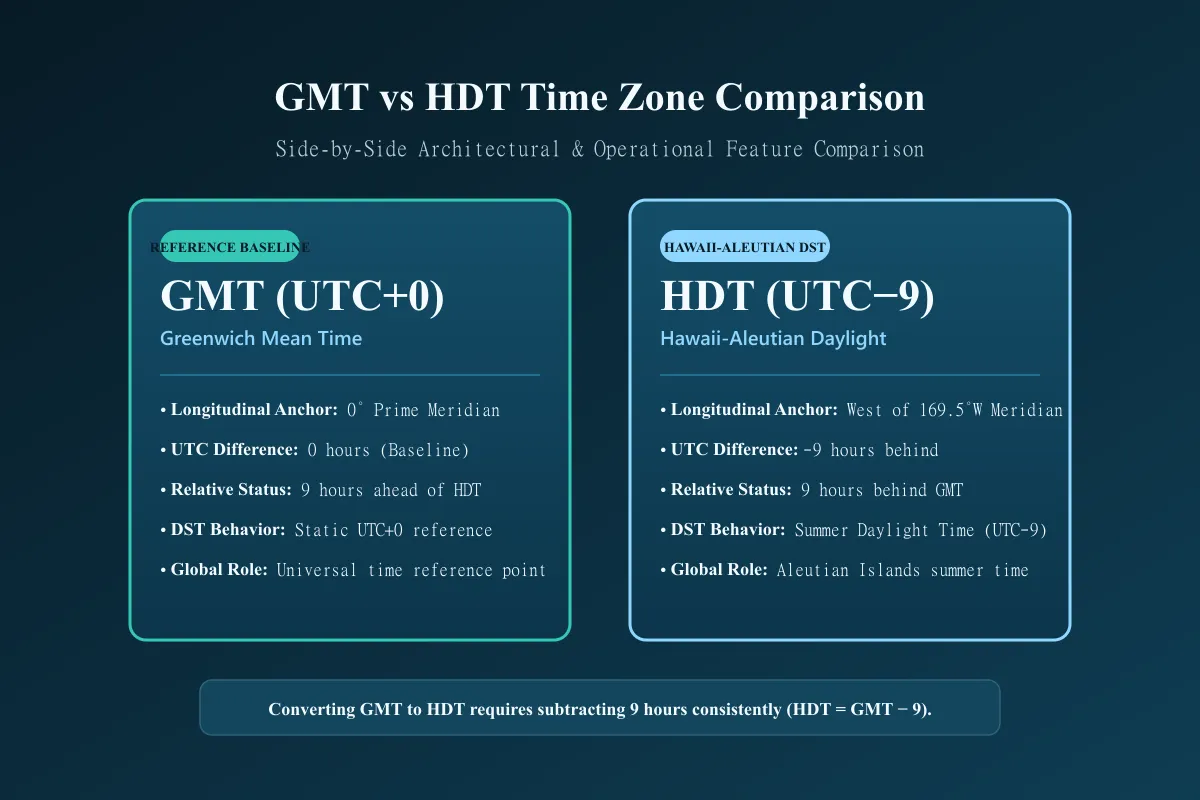 GMT vs HDT Time Zone Comparison
Side-by-Side Architectural & Operational Feature Comparison
REFERENCE BASELINE
GMT (UTC+0)
Greenwich Mean Time
• Longitudinal Anchor: 0° Prime Meridian
• UTC Difference: 0 hours (Baseline)
• Relative Status: 9 hours ahead of HDT
• DST Behavior: Static UTC+0 reference
• Global Role: Universal time reference point
HAWAII-ALEUTIAN DST
HDT (UTC−9)
Hawaii-Aleutian Daylight
• Longitudinal Anchor: West of 169.5°W Meridian
• UTC Difference: -9 hours behind
• Relative Status: 9 hours behind GMT
• DST Behavior: Summer Daylight Time (UTC-9)
• Global Role: Aleutian Islands summer time
Converting GMT to HDT requires subtracting 9 hours consistently (HDT = GMT − 9).